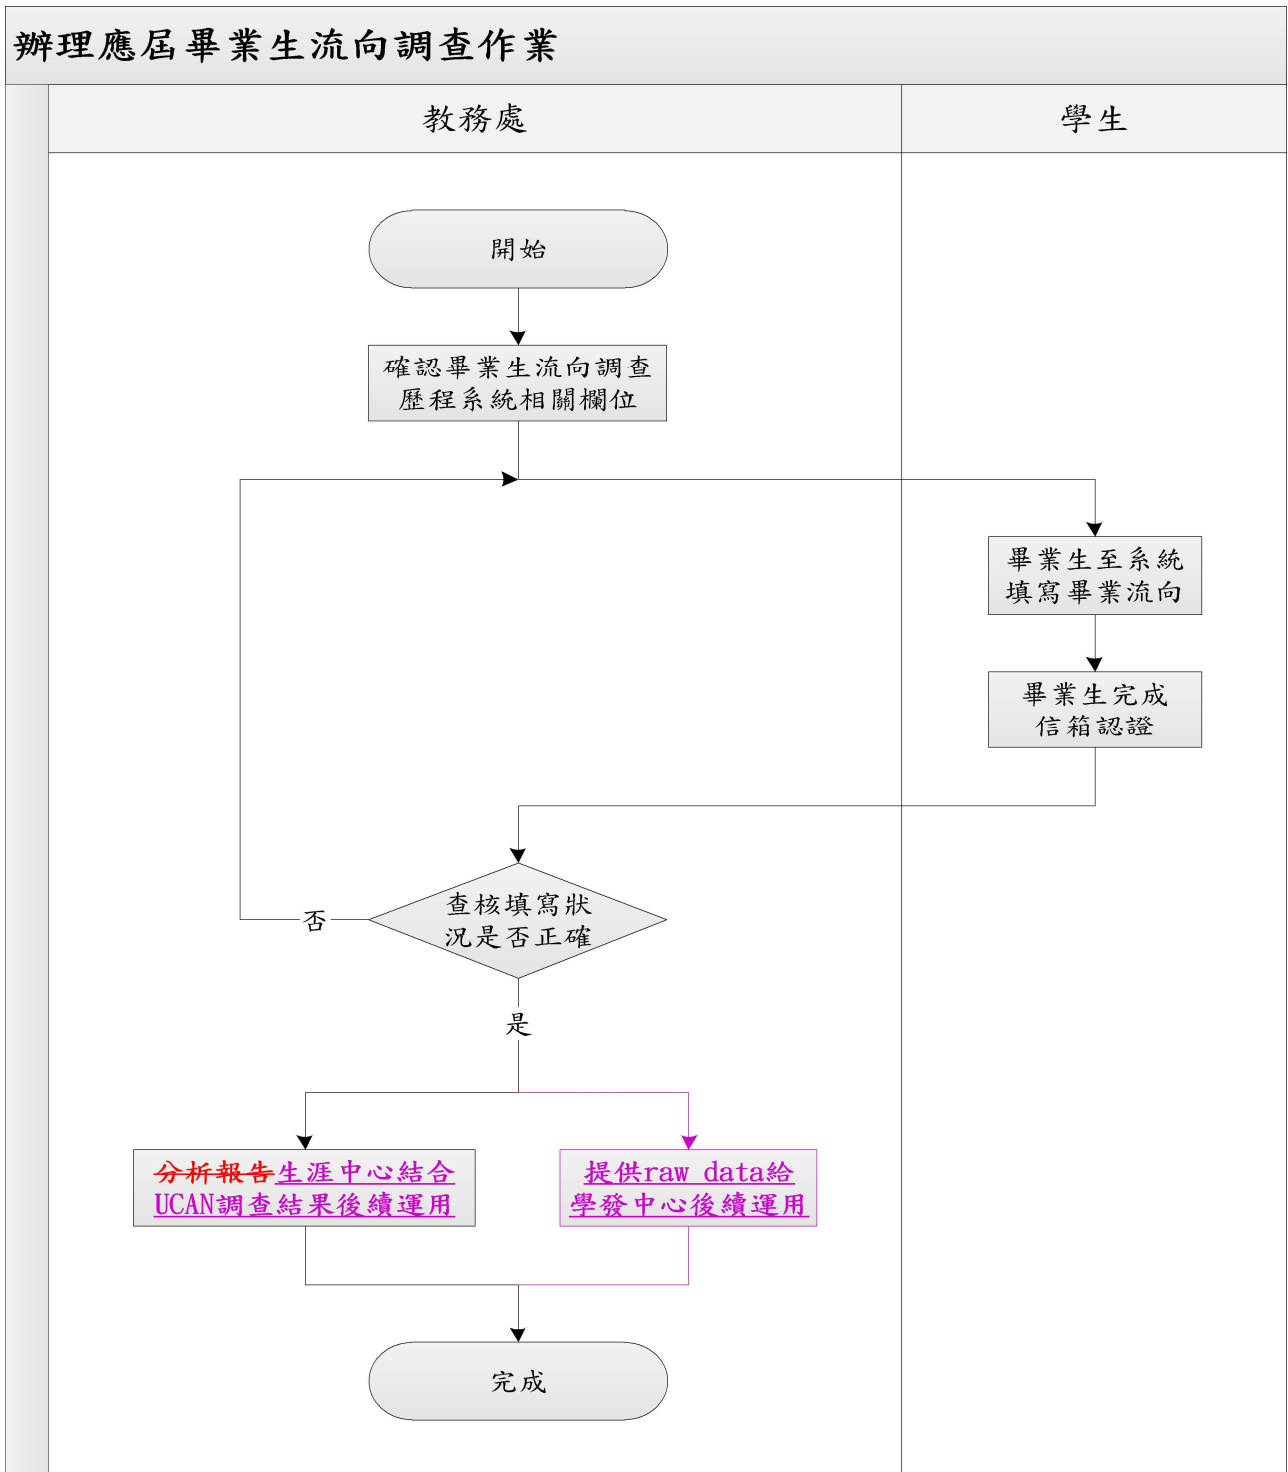 辦理應屆畢業生流向調查作業
教務處
學生
開始
確認畢業生流向調查
歷程系統相關欄位
畢業生至系統
填寫畢業流向
畢業生完成
信箱認證
查核填寫狀
況是否正確
否
是
分析報告生涯中心結合
UCAN調查結果後續運用
提供raw data給
學發中心後續運用
完成